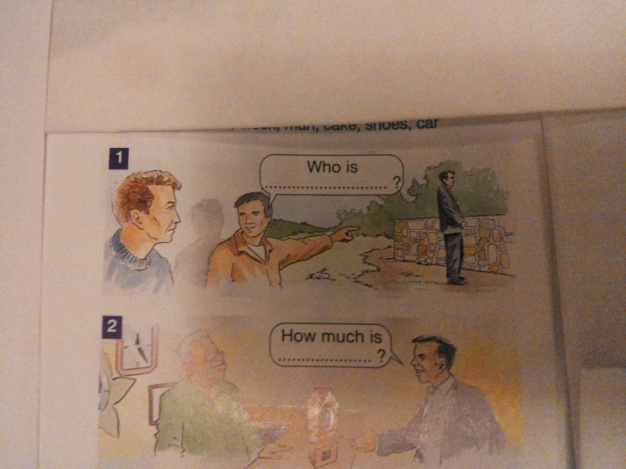 man, cake, shoes, car
1
Who is
....................................?
2
How much is
...........................?